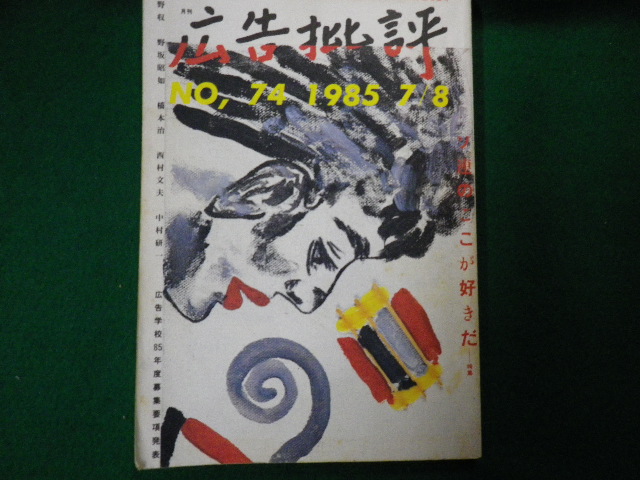 月刊
広告批評
NO, 74 1985 7/8
こが好きだ
特集
野坂昭如 橋本治 西村文夫 中村研一
広告学校85年度募集要項発表